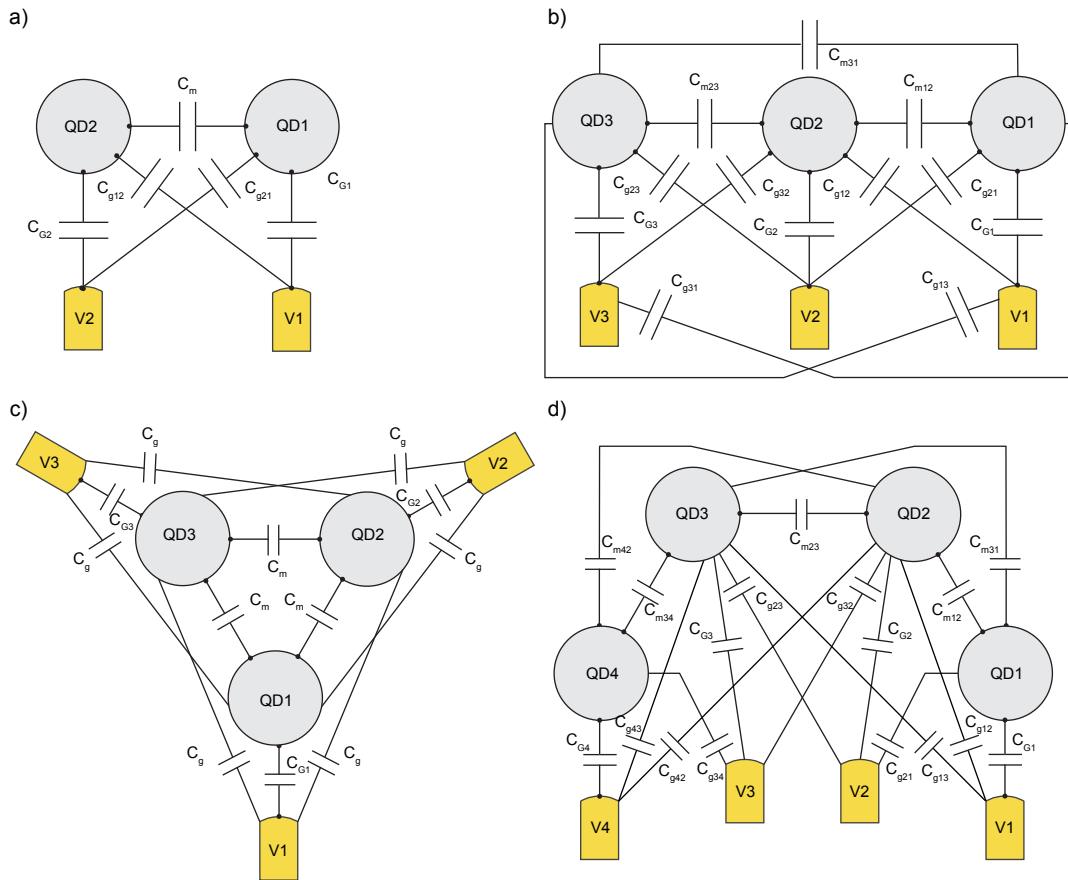 a)
C_m
QD2
QD1
C_g12
C_g21
C_G1
C_G2
V2
V1
b)
C_m31
C_m23
C_m12
QD3
QD2
QD1
C_g23
C_g32
C_g12
C_g21
C_G3
C_G2
C_G1
C_g31
C_g13
V3
V2
V1
c)
C_g
C_g
V3
V2
C_G2
C_G3
QD3
QD2
C_g
C_m
C_g
C_m
C_m
QD1
C_g
C_G1
C_g
V1
d)
QD3
QD2
C_m42
C_m23
C_m31
C_m34
C_g23
C_g32
C_m12
C_G3
C_G2
QD4
QD1
C_G4
C_g43
C_g12
C_G1
C_g42
C_g34
C_g21
C_g13
V3
V2
V4
V1